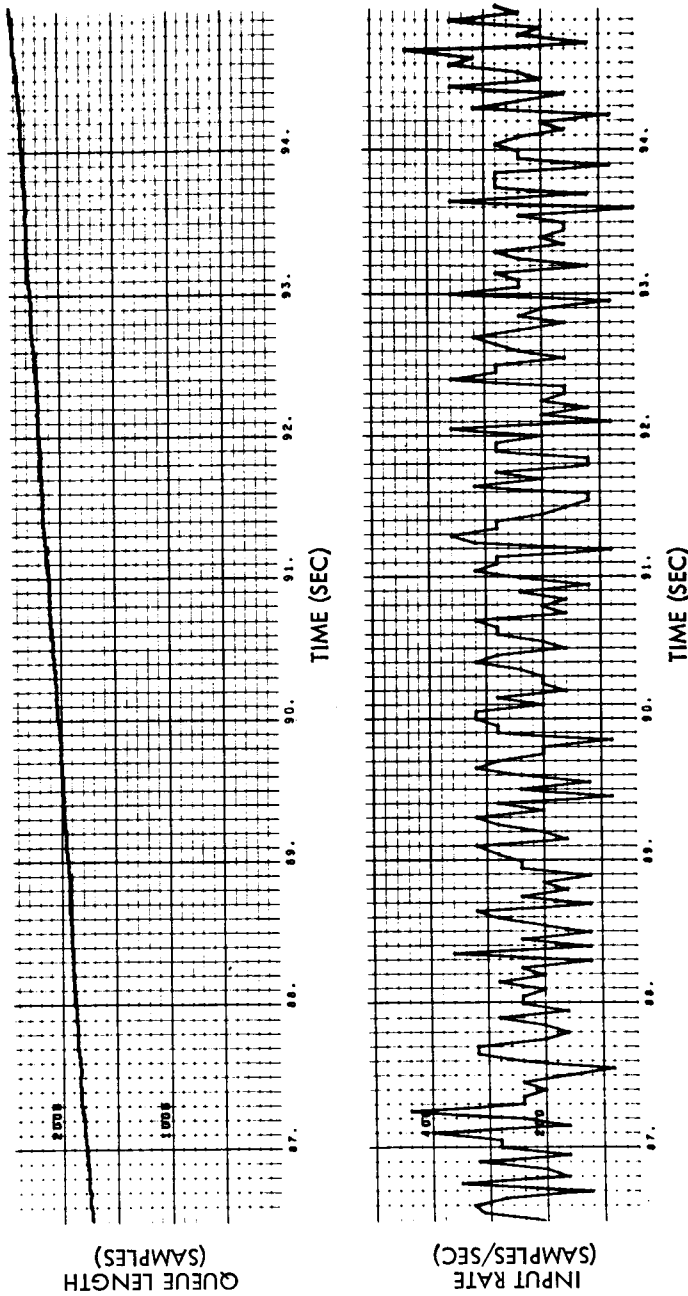 QUEUE LENGTH
(SAMPLES)
2000
1000
87. 88. 89. 90. 91. 92. 93. 94.
TIME (SEC)
INPUT RATE
(SAMPLES/SEC)
400
200
87. 88. 89. 90. 91. 92. 93. 94.
TIME (SEC)